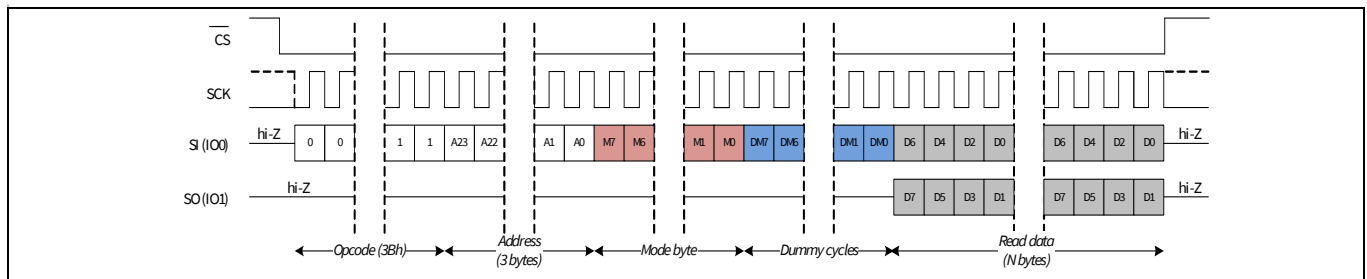 CS
SCK
SI (IO0) hi-Z 0 0 1 1 A23 A22 A1 A0 M7 M6 M1 M0 DM7 DM6 DM1 DM0 D6 D4 D2 D0 D6 D4 D2 D0 hi-Z
SO (IO1) hi-Z D7 D5 D3 D1 D7 D5 D3 D1 hi-Z
Opcode (3Bh) Address Mode byte Dummy cycles Read data
(3 bytes) (N bytes)